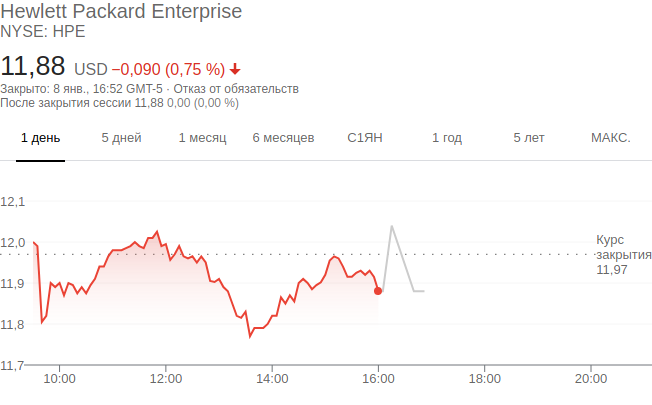 Hewlett Packard Enterprise
NYSE: HPE
11,88 USD −0,090 (0,75 %)
Закрыто: 8 янв., 16:52 GMT-5 · Отказ от обязательств
После закрытия сессии 11,88 0,00 (0,00 %)
1 день 5 дней 1 месяц 6 месяцев С1ЯН 1 год 5 лет МАКС.
12,1
12,0
Курс
закрытия
11,97
11,9
11,8
11,7
10:00 12:00 14:00 16:00 18:00 20:00